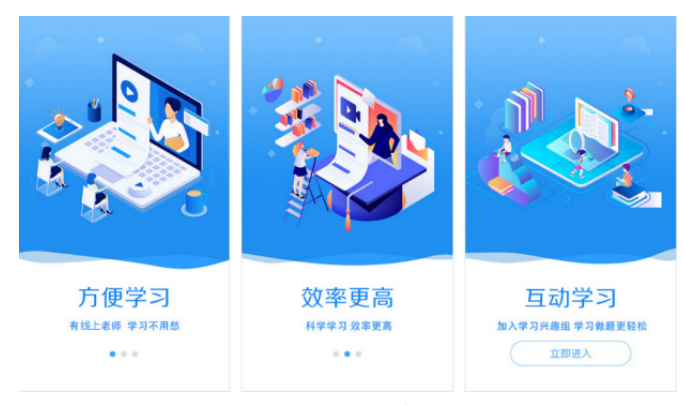 方便学习
有线上老师 学习不用愁
效率更高
科学学习 效率更高
互动学习
加入学习兴趣组 学习做题更轻松
立即进入